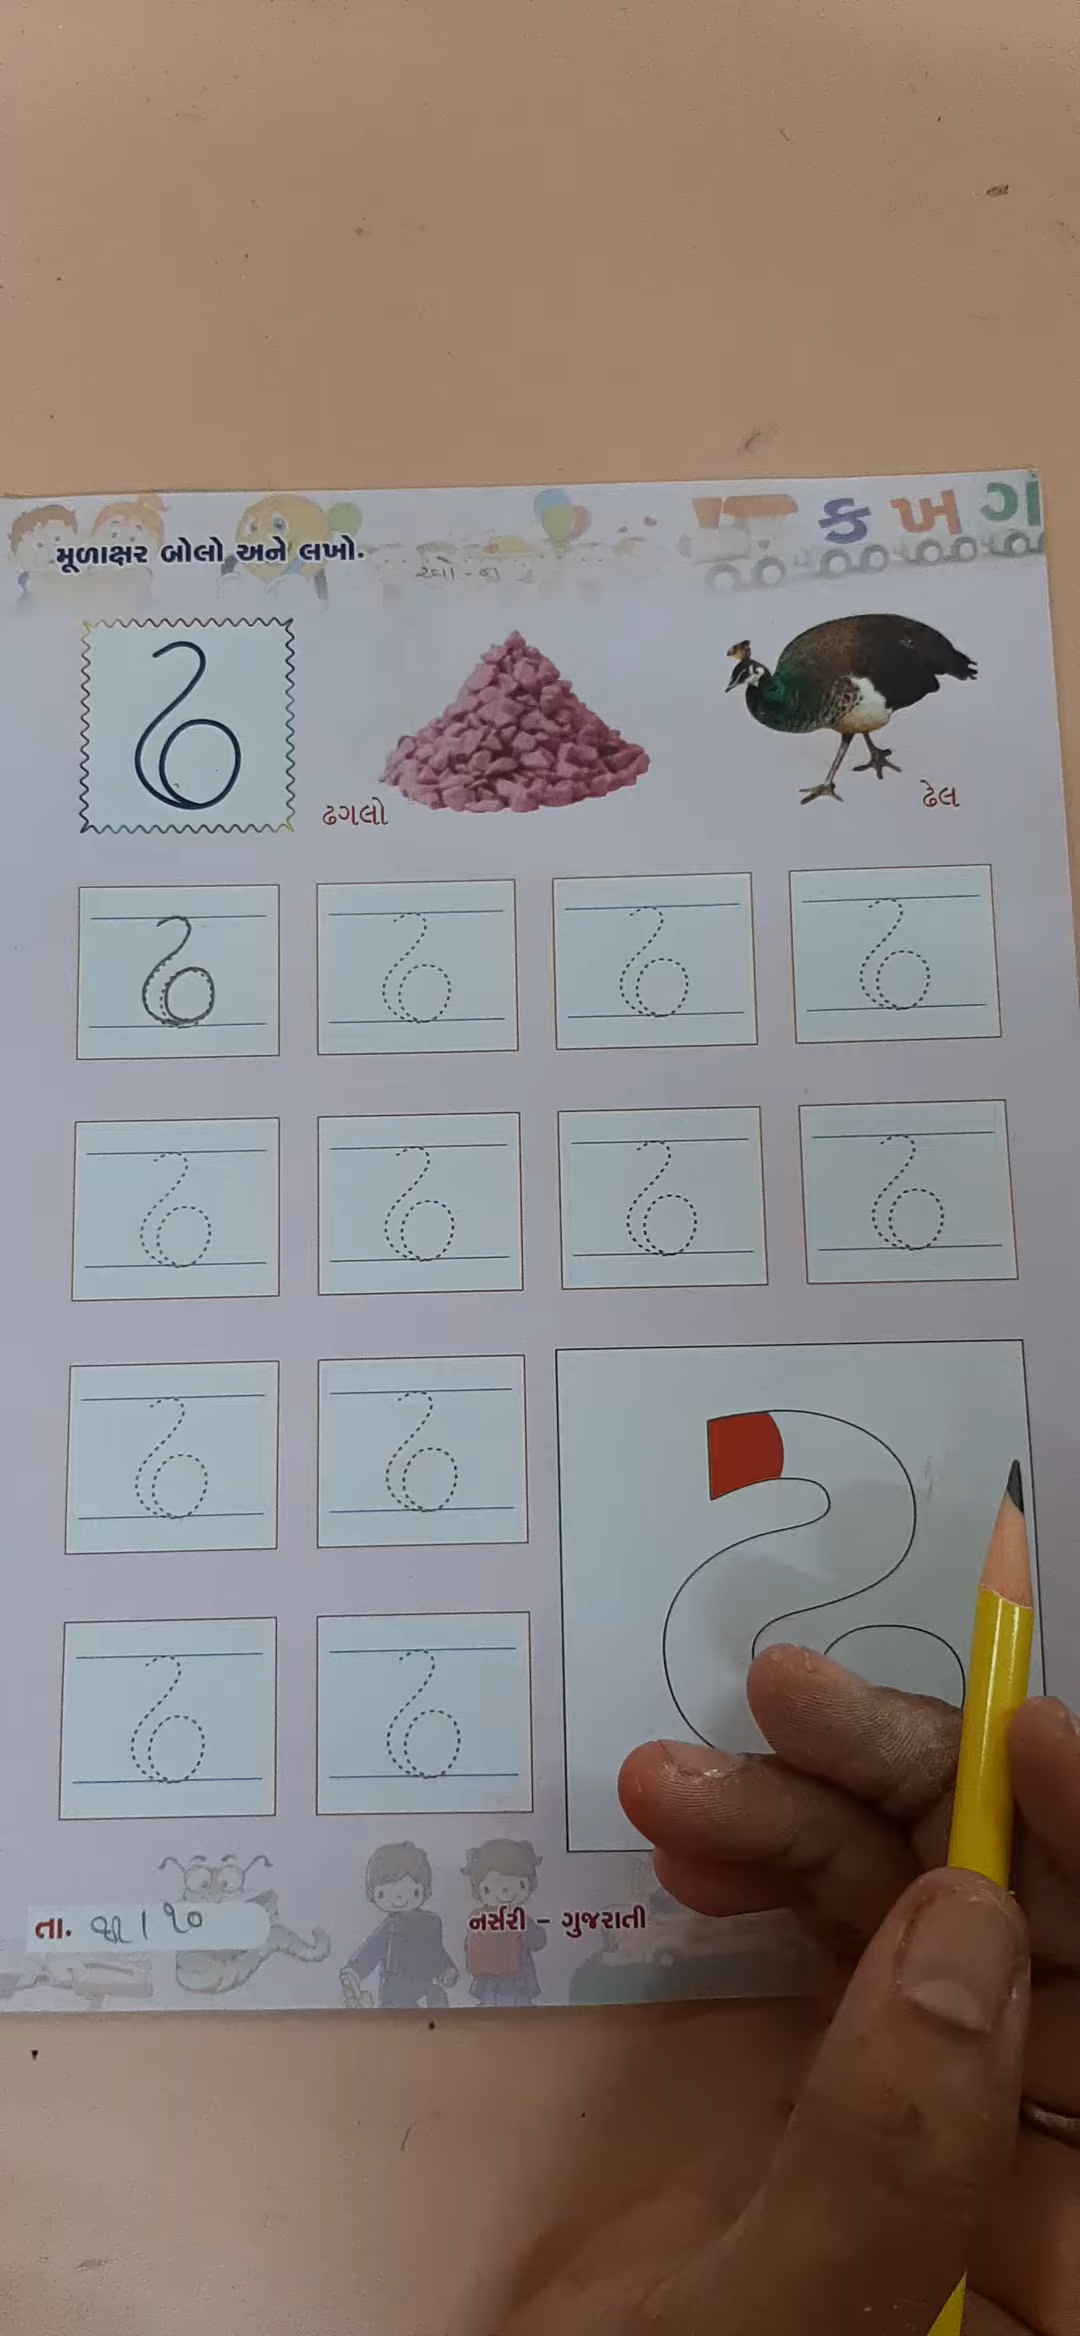 ક ખ ગ
મૂળાક્ષર બોલો અને લખો.
ઢ
ઢગલો
ઢેલ
ઢ
ઢ ઢ ઢ ઢ
ઢ ઢ ઢ ઢ
ઢ ઢ
ઢ ઢ
તા.
નર્સરી – ગુજરાતી